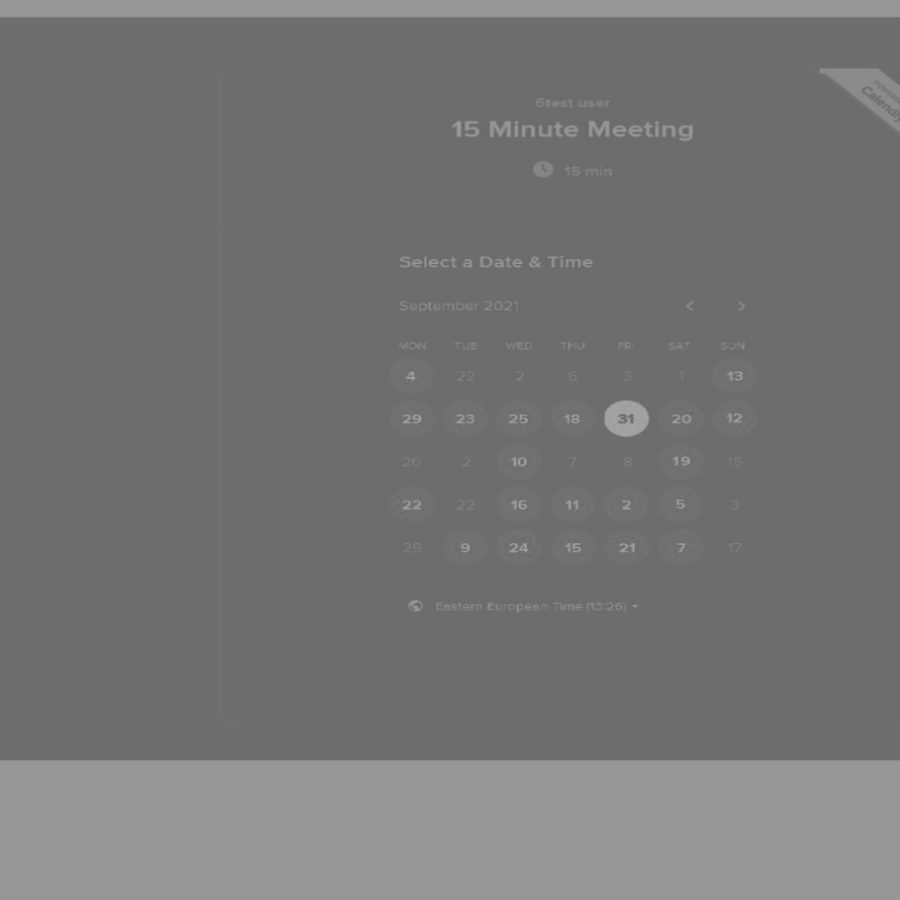 POWERED
Calendly
6test user
15 Minute Meeting
15 min
Select a Date & Time
September 2021
MON TUE WED THU FRI SAT SUN
4 22 2 6 3 1 13
29 23 25 18 31 20 12
20 2 10 7 8 19 15
22 22 16 11 2 5 3
29 9 24 15 21 7 17
Eastern European Time (13:26)